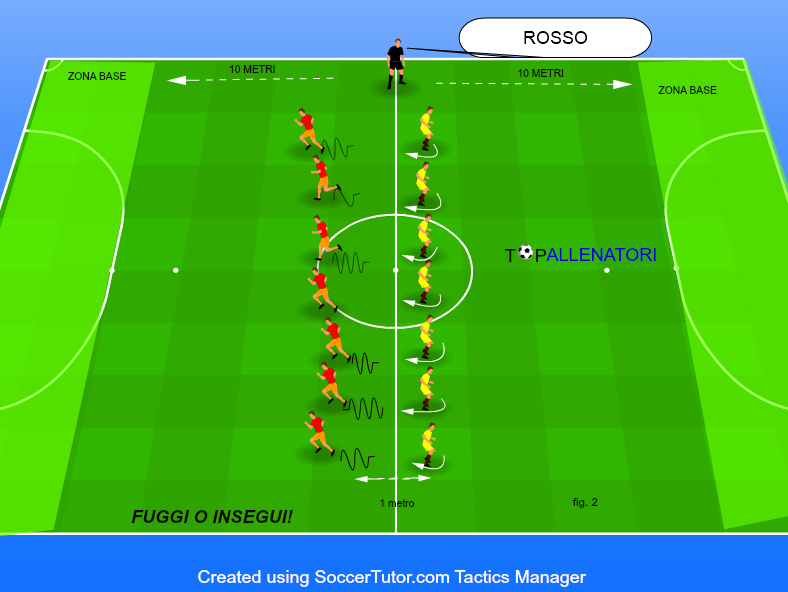 ROSSO
ZONA BASE
10 METRI
10 METRI
ZONA BASE
T PALLENATORI
1 metro
fig. 2
FUGGI O INSEGUI!
Created using SoccerTutor.com Tactics Manager